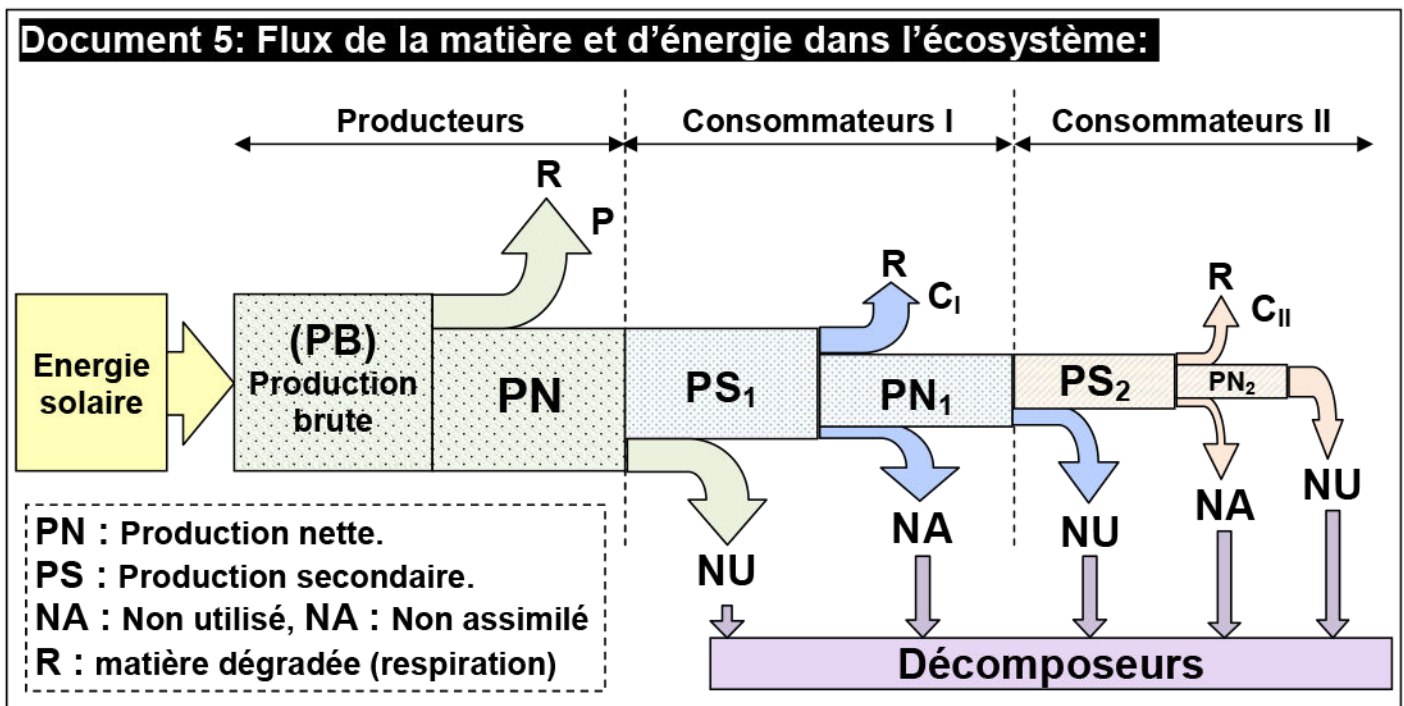 Document 5: Flux de la matière et d’énergie dans l’écosystème:
Producteurs
Consommateurs I
Consommateurs II
R
P
R
C_I
R
C_II
Energie
solaire
(PB)
Production
brute
PN
PS₁
PN₁
PS₂
PN₂
NU
NA
NU
NA
NU
PN : Production nette.
PS : Production secondaire.
NA : Non utilisé, NA : Non assimilé
R : matière dégradée (respiration)
Décomposeurs